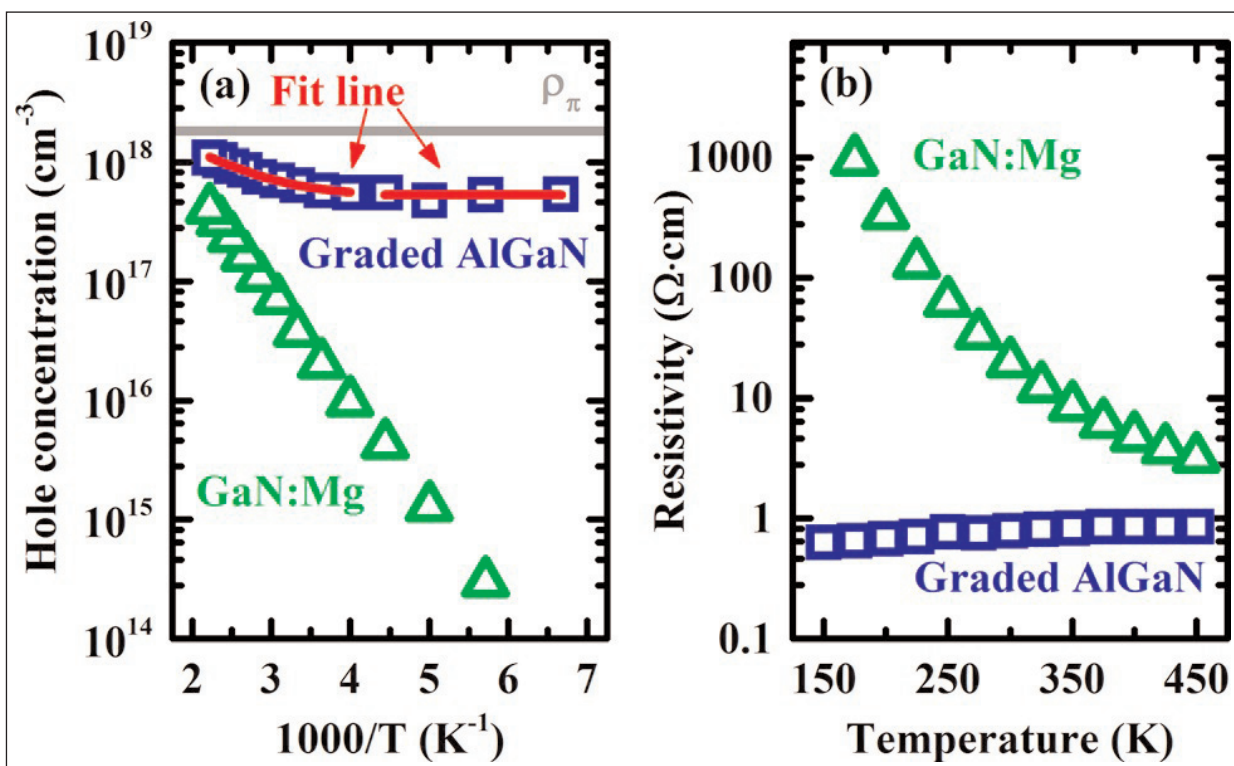 (a)
Fit line
ρπ
Graded AlGaN
GaN:Mg
Hole concentration (cm-3)
10^19
10^18
10^17
10^16
10^15
10^14
2 3 4 5 6 7
1000/T (K-1)
(b)
GaN:Mg
Graded AlGaN
Resistivity (Ω·cm)
1000
100
10
1
0.1
150 250 350 450
Temperature (K)